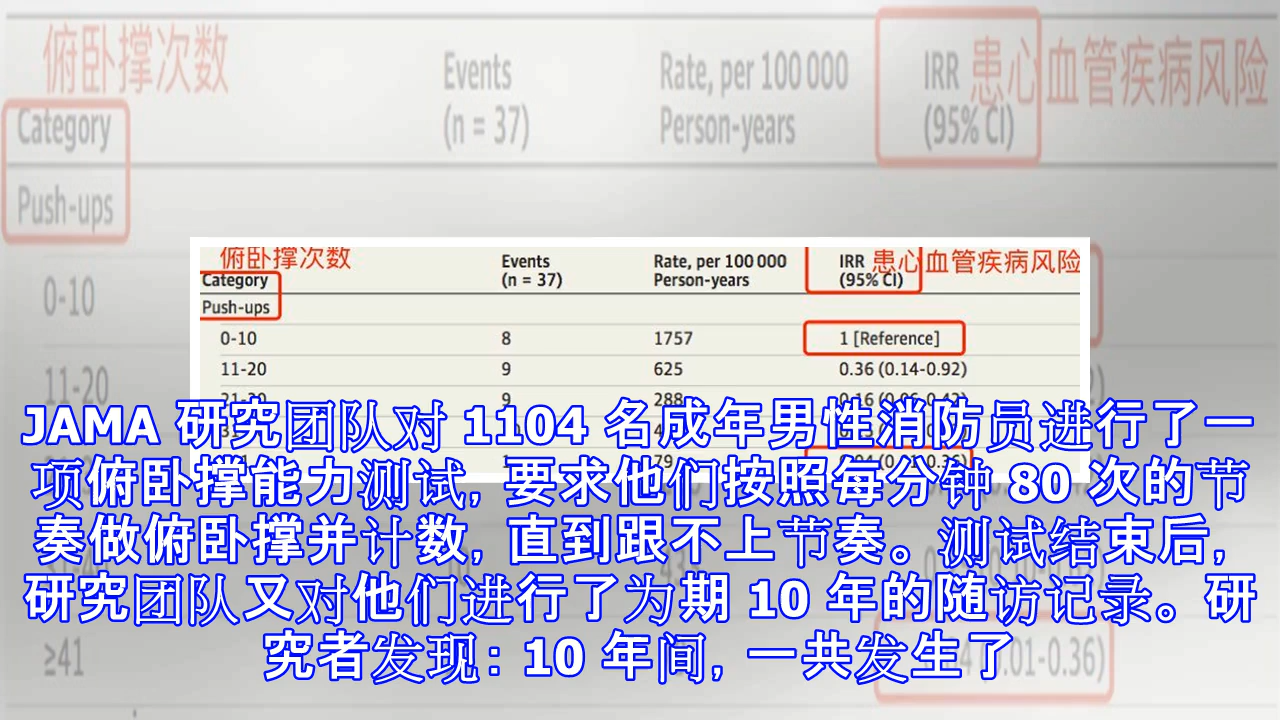 俯卧撑次数
Events
(n = 37)
Rate, per 100 000
Person-years
IRR
(95% CI)
患心血管疾病风险
Category
Push-ups
0-10
11-20
≥41
俯卧撑次数
Events
(n = 37)
Rate, per 100 000
Person-years
IRR
(95% CI)
患心血管疾病风险
Category
Push-ups
0-10 8 1757 1 [Reference]
11-20 9 625 0.36 (0.14-0.92)
JAMA 研究团队对 1104 名成年男性消防员进行了一
项俯卧撑能力测试, 要求他们按照每分钟 80 次的节
奏做俯卧撑并计数, 直到跟不上节奏。测试结束后,
研究团队又对他们进行了为期 10 年的随访记录。研
究者发现: 10 年间, 一共发生了